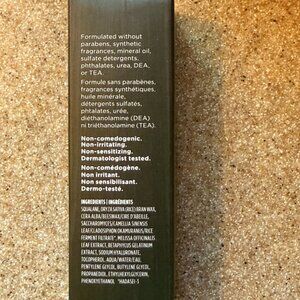 Formulated without
parabens, synthetic
fragrances, mineral oil,
sulfate detergents,
phthalates, urea, DEA,
or TEA.
Formule sans parabènes,
fragrances synthétiques,
huile minérale,
détergents sulfatés,
phtalates, urée,
diéthanolamine (DEA)
ni triéthanolamine (TEA).
Non-comedogenic.
Non-irritating.
Non-sensitizing.
Dermatologist tested.
Non-comédogène.
Non irritant.
Non sensibilisant.
Dermo-testé.
INGREDIENTS | INGRÉDIENTS:
SQUALANE, ORYZA SATIVA (RICE) BRAN WAX,
CERA ALBA/BEESWAX/CIRE D'ABEILLE,
SACCHAROMYCES/CAMELLIA SINENSIS
LEAF/CLADOSIPHON OKAMURANUS/RICE
FERMENT FILTRATE*, MELISSA OFFICINALIS
LEAF EXTRACT, BETAPHYCUS GELATINUM
EXTRACT, SODIUM HYALURONATE,
TOCOPHEROL, AQUA/WATER/EAU,
PENTYLENE GLYCOL, BUTYLENE GLYCOL,
PROPANEDIOL, ETHYLHEXYLGLYCERIN,
PHENOXYETHANOL. *HADASEI-3